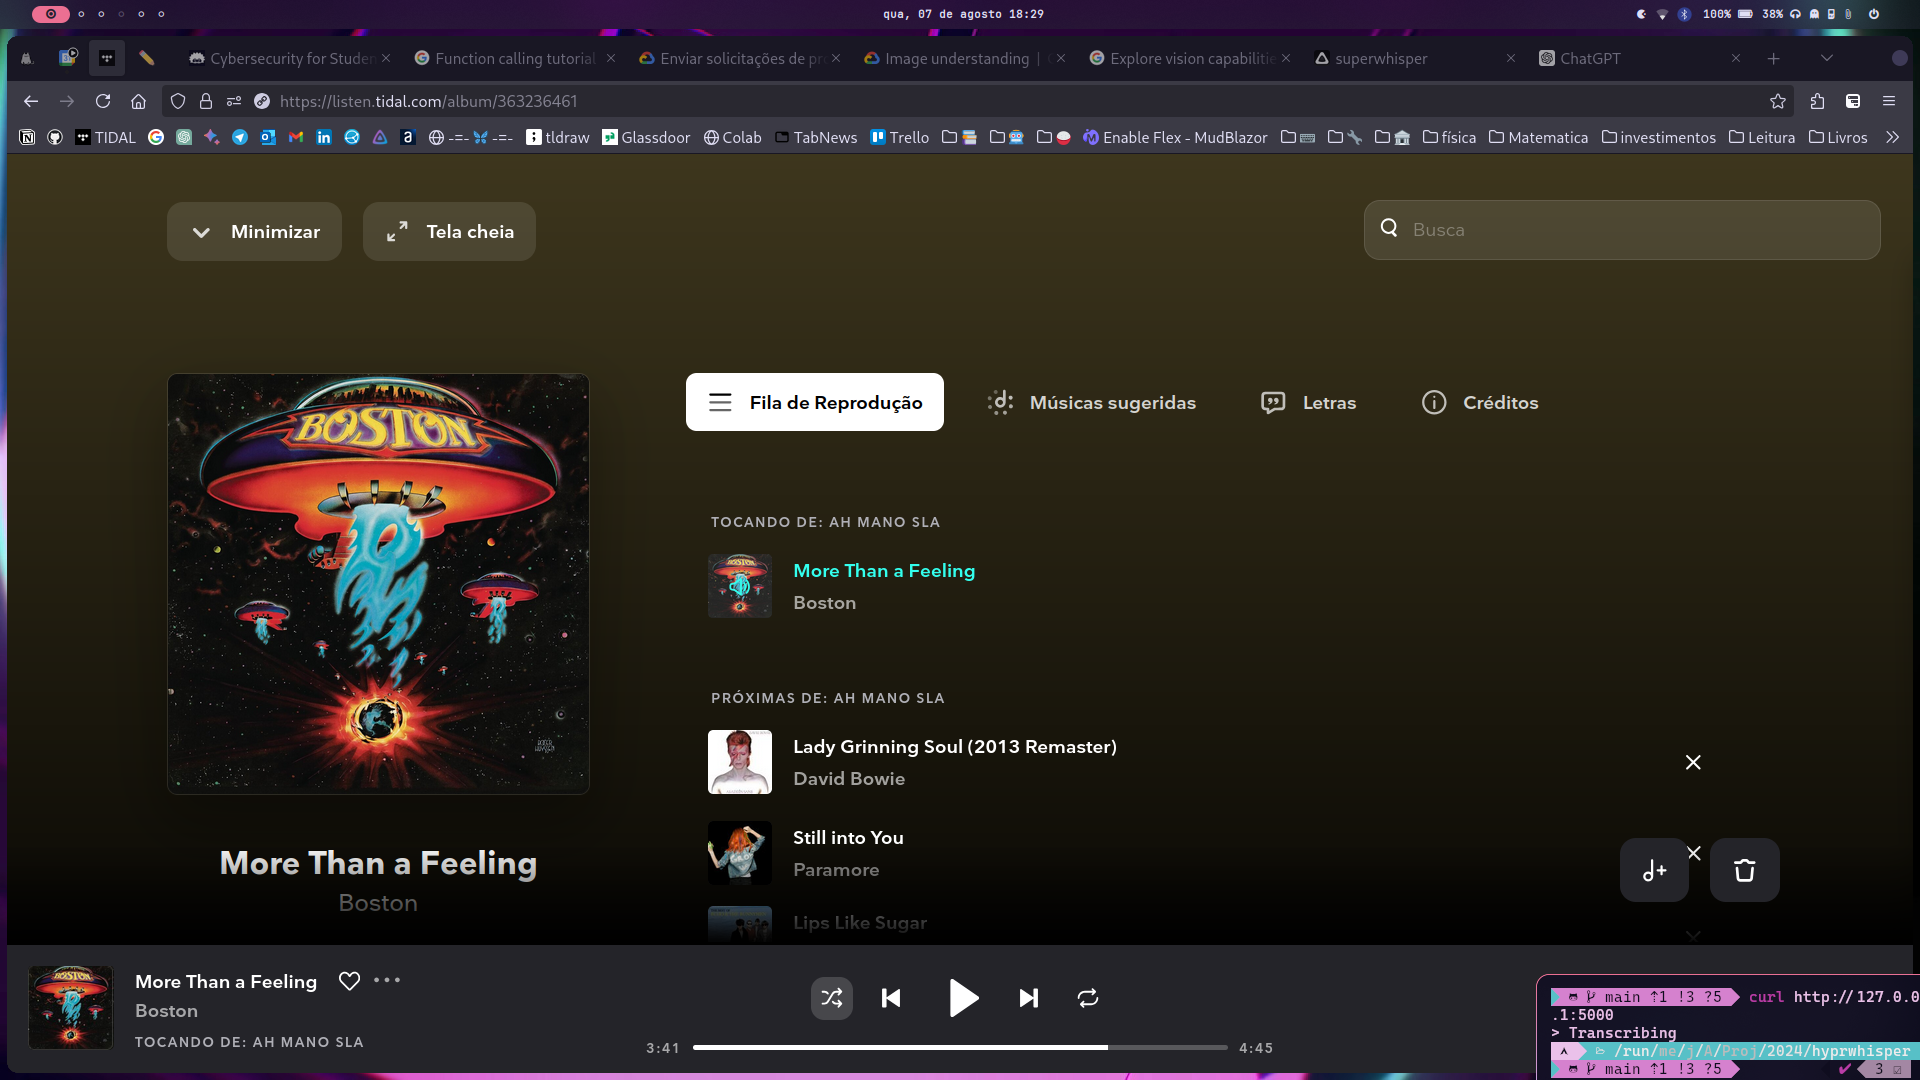 qua, 07 de agosto 18:29
100%
38%
Cybersecurity for Studen
Function calling tutorial
Enviar solicitações de pr
Image understanding |
Explore vision capabilitie
superwhisper
ChatGPT
https://listen.tidal.com/album/363236461
TIDAL
-=-
-=-
tldraw
Glassdoor
Colab
TabNews
Trello
Enable Flex - MudBlazor
física
Matematica
investimentos
Leitura
Livros
Minimizar
Tela cheia
Busca
BOSTON
Fila de Reprodução
Músicas sugeridas
Letras
Créditos
TOCANDO DE: AH MANO SLA
More Than a Feeling
Boston
PRÓXIMAS DE: AH MANO SLA
Lady Grinning Soul (2013 Remaster)
David Bowie
Still into You
Paramore
Lips Like Sugar
More Than a Feeling
Boston
More Than a Feeling
Boston
TOCANDO DE: AH MANO SLA
3:41
4:45
main ⇡1 !3 ?5 curl http://127.0.0
.1:5000
> Transcribing
/run/me/j/A/Proj/2024/hyprwhisper
main ⇡1 !3 ?5 ✔ 3